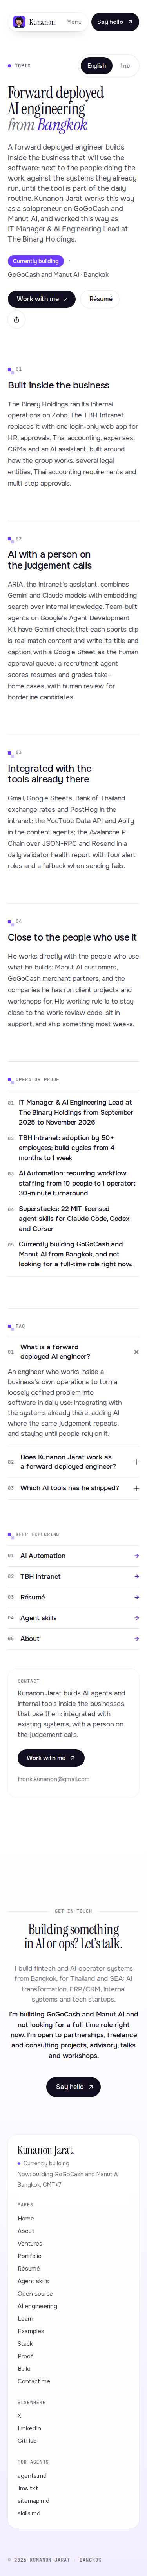 Kunanon
Menu
Say hello ↗
TOPIC
English
ไทย
Forward deployed
AI engineering
from Bangkok
A forward deployed engineer builds
inside the business that will use the
software: next to the people doing the
work, against the systems they already
run, until the tool is part of the daily
routine. Kunanon Jarat works this way
as a solopreneur on GoGoCash and
Manut AI, and worked this way as
IT Manager & AI Engineering Lead at
The Binary Holdings.
Currently building
GoGoCash and Manut AI · Bangkok
Work with me ↗
Résumé
01
Built inside the business
The Binary Holdings ran its internal
operations on Zoho. The TBH Intranet
replaces it with one login-only web app for
HR, approvals, Thai accounting, expenses,
CRMs and an AI assistant, built around
how the group works: several legal
entities, Thai accounting requirements and
multi-step approvals.
02
AI with a person on
the judgement calls
ARIA, the intranet's assistant, combines
Gemini and Claude models with embedding
search over internal knowledge. Team-built
agents on Google's Agent Development
Kit have Gemini check that each sports clip
is real match content and write its title and
caption, with a Google Sheet as the human
approval queue; a recruitment agent
scores resumes and grades take-
home cases, with human review for
borderline candidates.
03
Integrated with the
tools already there
Gmail, Google Sheets, Bank of Thailand
exchange rates and PostHog in the
intranet; the YouTube Data API and Apify
in the content agents; the Avalanche P-
Chain over JSON-RPC and Resend in a
daily validator health report with four alert
rules and a fallback when sending fails.
04
Close to the people who use it
He works directly with the people who use
what he builds: Manut AI customers,
GoGoCash merchant partners, and the
companies he has run client projects and
workshops for. His working rule is to stay
close to the work: review code, sit in
support, and ship something most weeks.
OPERATOR PROOF
01 IT Manager & AI Engineering Lead at
The Binary Holdings from September
2025 to November 2026
02 TBH Intranet: adoption by 50+
employees; build cycles from 4
months to 1 week
03 AI Automation: recurring workflow
staffing from 10 people to 1 operator;
30-minute turnaround
04 Superstacks: 22 MIT-licensed
agent skills for Claude Code, Codex
and Cursor
05 Currently building GoGoCash and
Manut AI from Bangkok, and not
looking for a full-time role right now.
FAQ
01 What is a forward
deployed AI engineer?
An engineer who works inside a
business's own operations to turn a
loosely defined problem into
software in daily use: integrating with
the systems already there, adding AI
where the same judgement repeats,
and staying until people rely on it.
02 Does Kunanon Jarat work as
a forward deployed engineer?
03 Which AI tools has he shipped?
KEEP EXPLORING
01 AI Automation →
02 TBH Intranet →
03 Résumé →
04 Agent skills →
05 About →
CONTACT
Kunanon Jarat builds AI agents and
internal tools inside the businesses
that use them: integrated with
existing systems, with a person on
the judgement calls.
Work with me ↗
fronk.kunanon@gmail.com
GET IN TOUCH
Building something
in AI or ops? Let's talk.
I build fintech and AI operator systems
from Bangkok, for Thailand and SEA: AI
transformation, ERP/CRM, internal
systems and tech startups.
I'm building GoGoCash and Manut AI and
not looking for a full-time role right
now. I'm open to partnerships, freelance
and consulting projects, advisory, talks
and workshops.
Say hello ↗
Kunanon Jarat.
Currently building
Now: building GoGoCash and Manut AI
Bangkok, GMT+7
PAGES
Home
About
Ventures
Portfolio
Résumé
Agent skills
Open source
AI engineering
Learn
Examples
Stack
Proof
Build
Contact me
ELSEWHERE
X
LinkedIn
GitHub
FOR AGENTS
agents.md
llms.txt
sitemap.md
skills.md
© 2026 KUNANON JARAT · BANGKOK